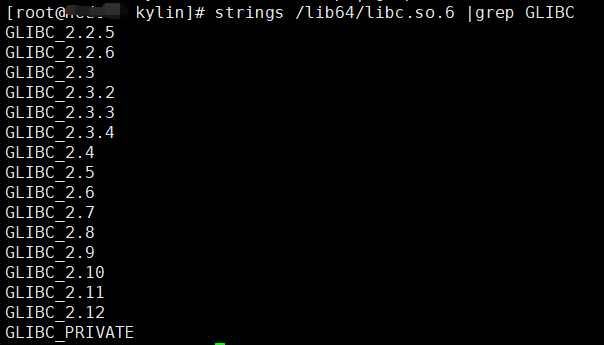 [root@ kylin]# strings /lib64/libc.so.6 |grep GLIBC
GLIBC_2.2.5
GLIBC_2.2.6
GLIBC_2.3
GLIBC_2.3.2
GLIBC_2.3.3
GLIBC_2.3.4
GLIBC_2.4
GLIBC_2.5
GLIBC_2.6
GLIBC_2.7
GLIBC_2.8
GLIBC_2.9
GLIBC_2.10
GLIBC_2.11
GLIBC_2.12
GLIBC_PRIVATE